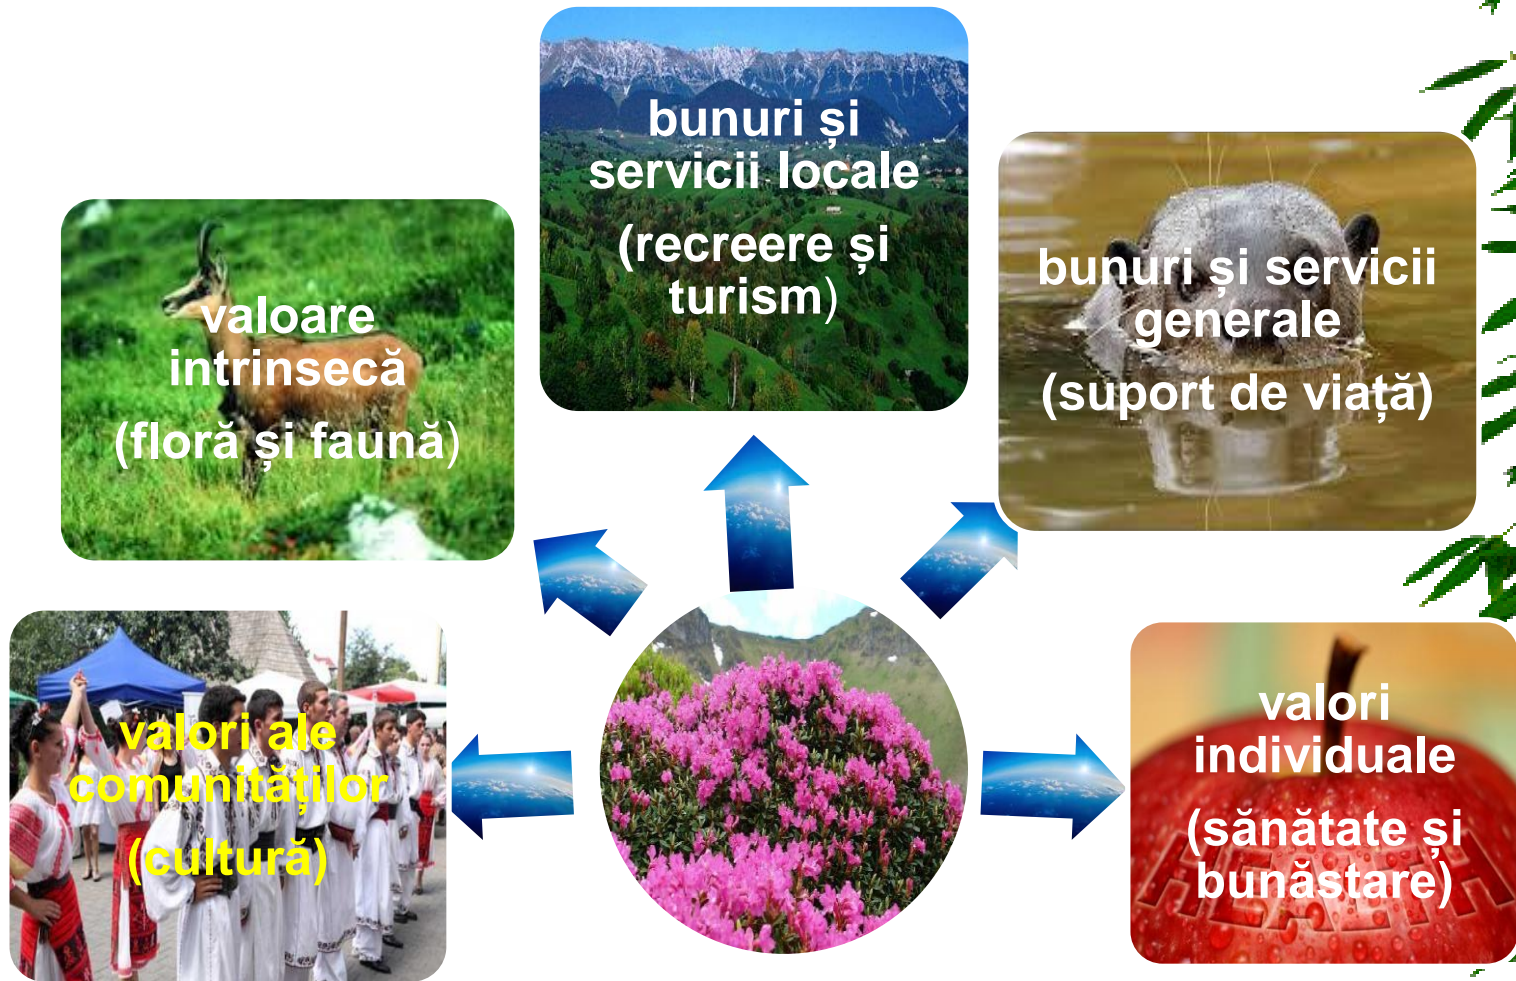 bunuri și
servicii locale
(recreere și
turism)
bunuri și servicii
generale
(suport de viață)
valoare
intrinsecă
(floră și faună)
valori ale
comunităților
(cultură)
valori
individuale
(sănătate și
bunăstare)
HEALTH